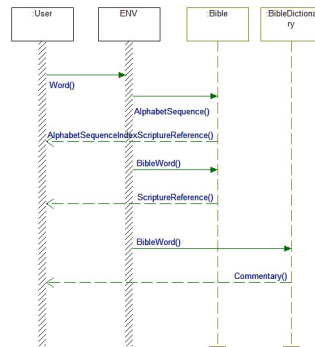 :User
ENV
:Bible
:BibleDictiona
ry
Word()
AlphabetSequence()
AlphabetSequenceIndexScriptureReference()
BibleWord()
ScriptureReference()
BibleWord()
Commentary()